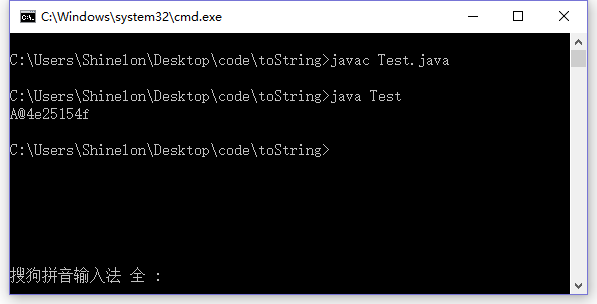 C:\Windows\system32\cmd.exe
C:\Users\Shinelon\Desktop\code\toString>javac Test.java
C:\Users\Shinelon\Desktop\code\toString>java Test
A@4e25154f
C:\Users\Shinelon\Desktop\code\toString>
搜狗拼音输入法 全 :